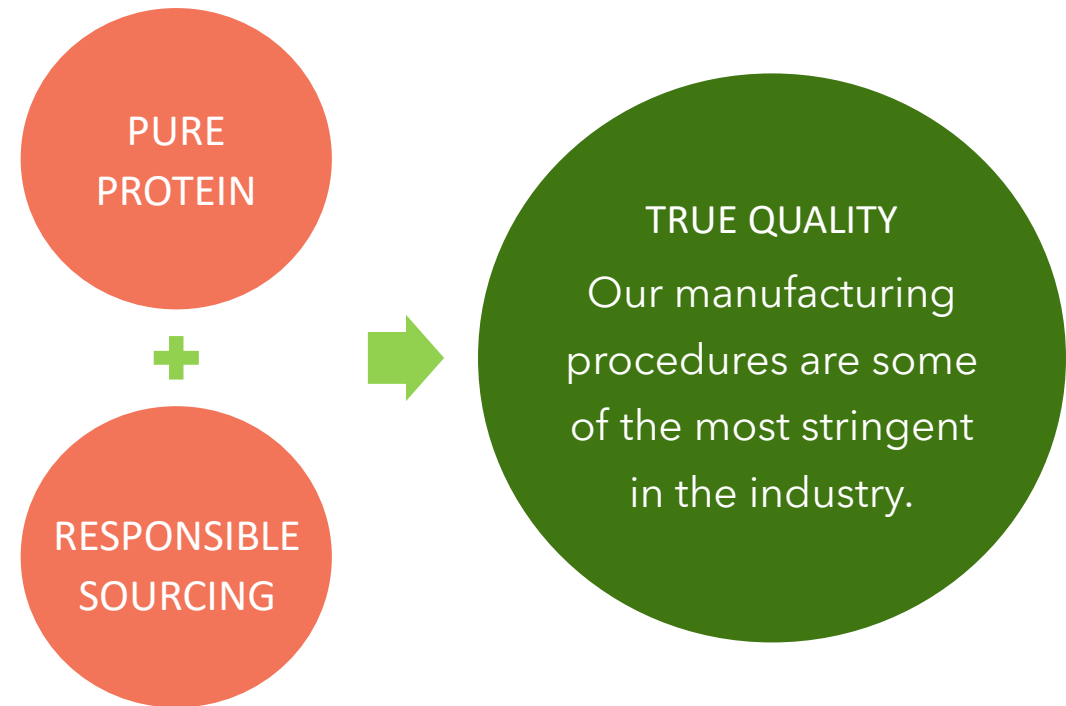 PURE
PROTEIN
RESPONSIBLE
SOURCING
TRUE QUALITY
Our manufacturing
procedures are some
of the most stringent
in the industry.